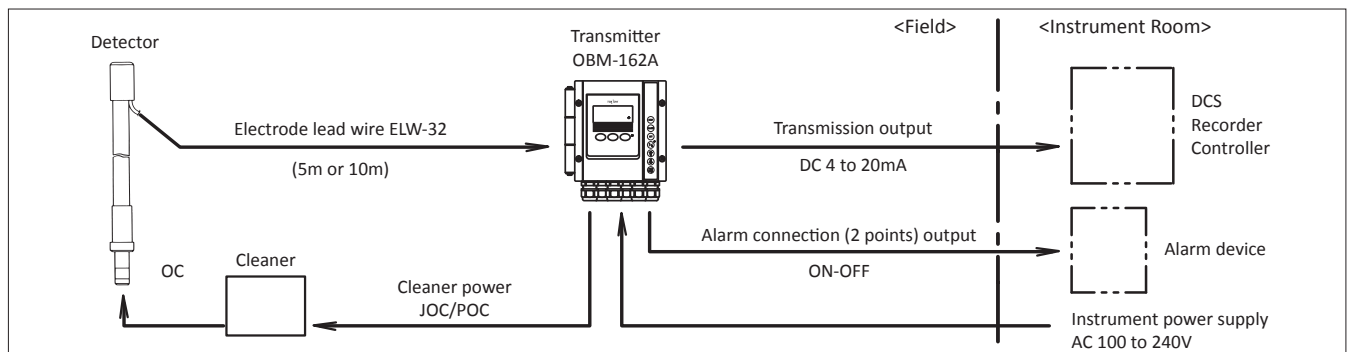 <Field>
<Instrument Room>
Detector
Transmitter
OBM-162A
Electrode lead wire ELW-32
(5m or 10m)
Transmission output
DC 4 to 20mA
DCS
Recorder
Controller
Alarm connection (2 points) output
ON-OFF
Alarm device
OC
Cleaner
Cleaner power
JOC/POC
Instrument power supply
AC 100 to 240V